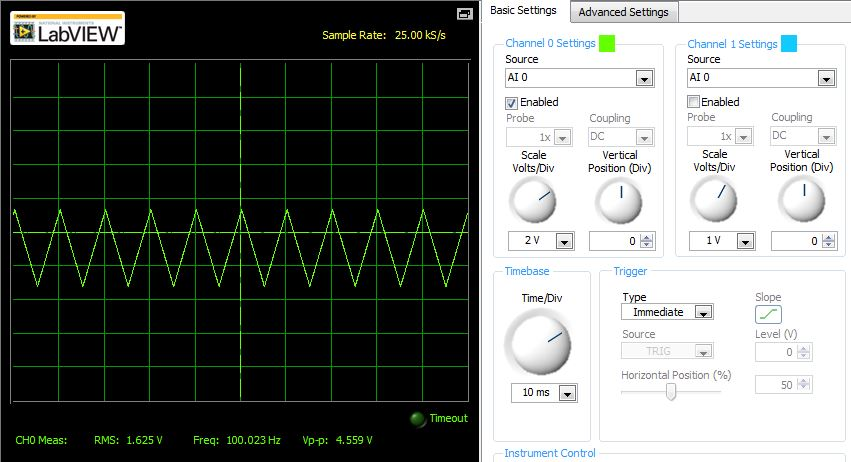 POWERED BY
NATIONAL INSTRUMENTS
LabVIEW™
Sample Rate: 25.00 kS/s
Timeout
CH0 Meas: RMS: 1.625 V Freq: 100.023 Hz Vp-p: 4.559 V
Basic Settings Advanced Settings
Channel 0 Settings
Source
AI 0
Enabled
Probe Coupling
1x DC
Scale Vertical
Volts/Div Position (Div)
2 V 0
Channel 1 Settings
Source
AI 0
Enabled
Probe Coupling
1x DC
Scale Vertical
Volts/Div Position (Div)
1 V 0
Timebase
Time/Div
10 ms
Trigger
Type Slope
Immediate
Source Level (V)
TRIG 0
Horizontal Position (%)
50
Instrument Control